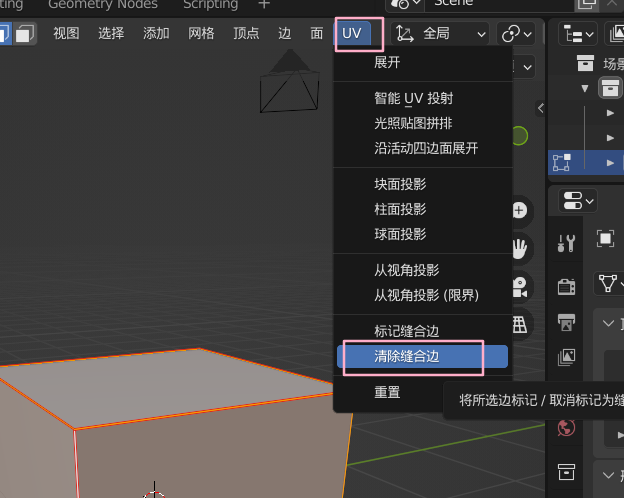 Geometry Nodes Scripting + Scene
视图 选择 添加 网格 顶点 边 面 UV 全局
展开
智能 UV 投射
光照贴图拼排
沿活动四边面展开
块面投影
柱面投影
球面投影
从视角投影
从视角投影 (限界)
标记缝合边
清除缝合边
重置
将所选边标记 / 取消标记为缝
场景